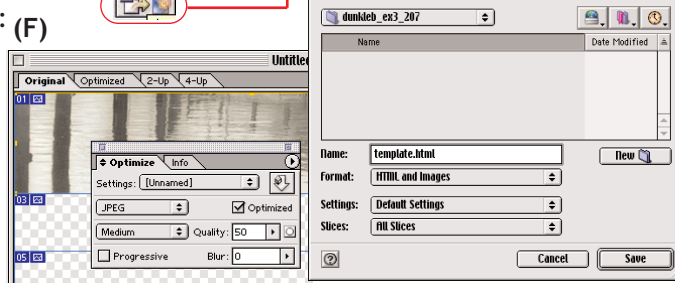 : (F)
Untitle
Original Optimized 2-Up 4-Up
01
03
05
Optimize Info
Settings: [Unnamed]
JPEG Optimized
Medium Quality: 50
Progressive Blur: 0
dunkleb_ex3_207
Name Date Modified
Name: template.html New
Format: HTML and Images
Settings: Default Settings
Slices: All Slices
? Cancel Save